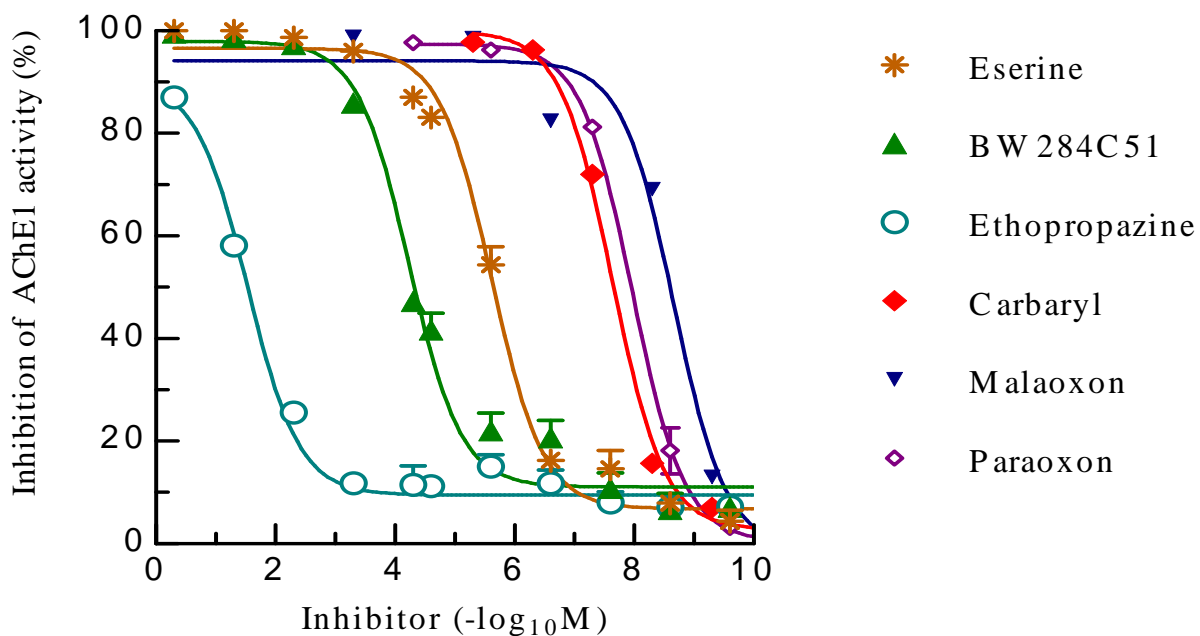 Inhibition of AChE1 activity (%)
100
80
60
40
20
0
0 2 4 6 8 10
Inhibitor (-log10M)
Eserine
BW284C51
Ethopropazine
Carbaryl
Malaoxon
Paraoxon